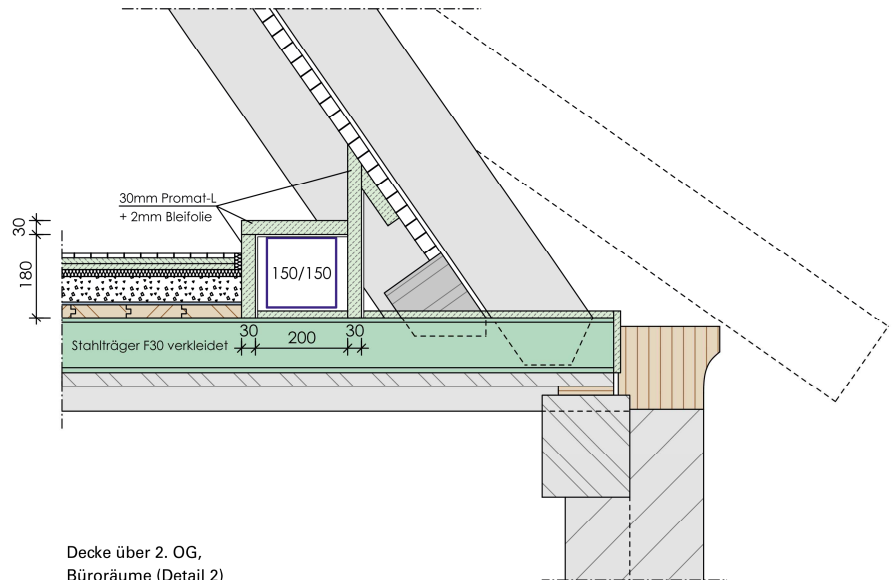 30mm Promat-L
+ 2mm Bleifolie
30
180
150/150
30
200
30
Stahlträger F30 verkleidet
Decke über 2. OG,
Büroräume (Detail 2)